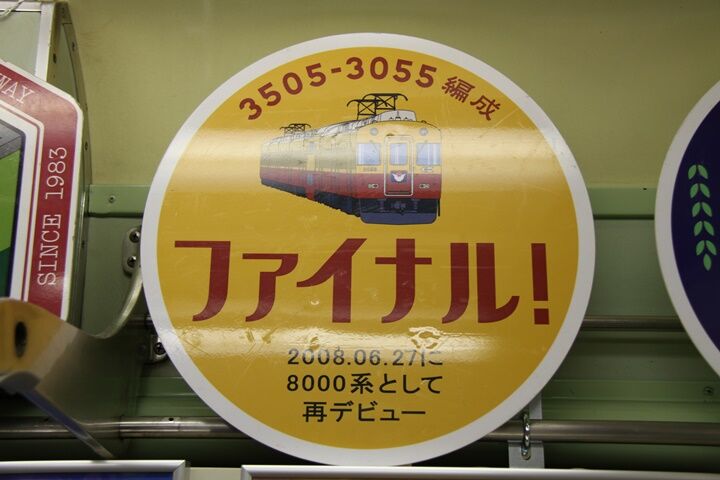 3505-3055編成
ファイナル!
2008.06.27に
8000系として
再デビュー
WAY
SINCE 1983